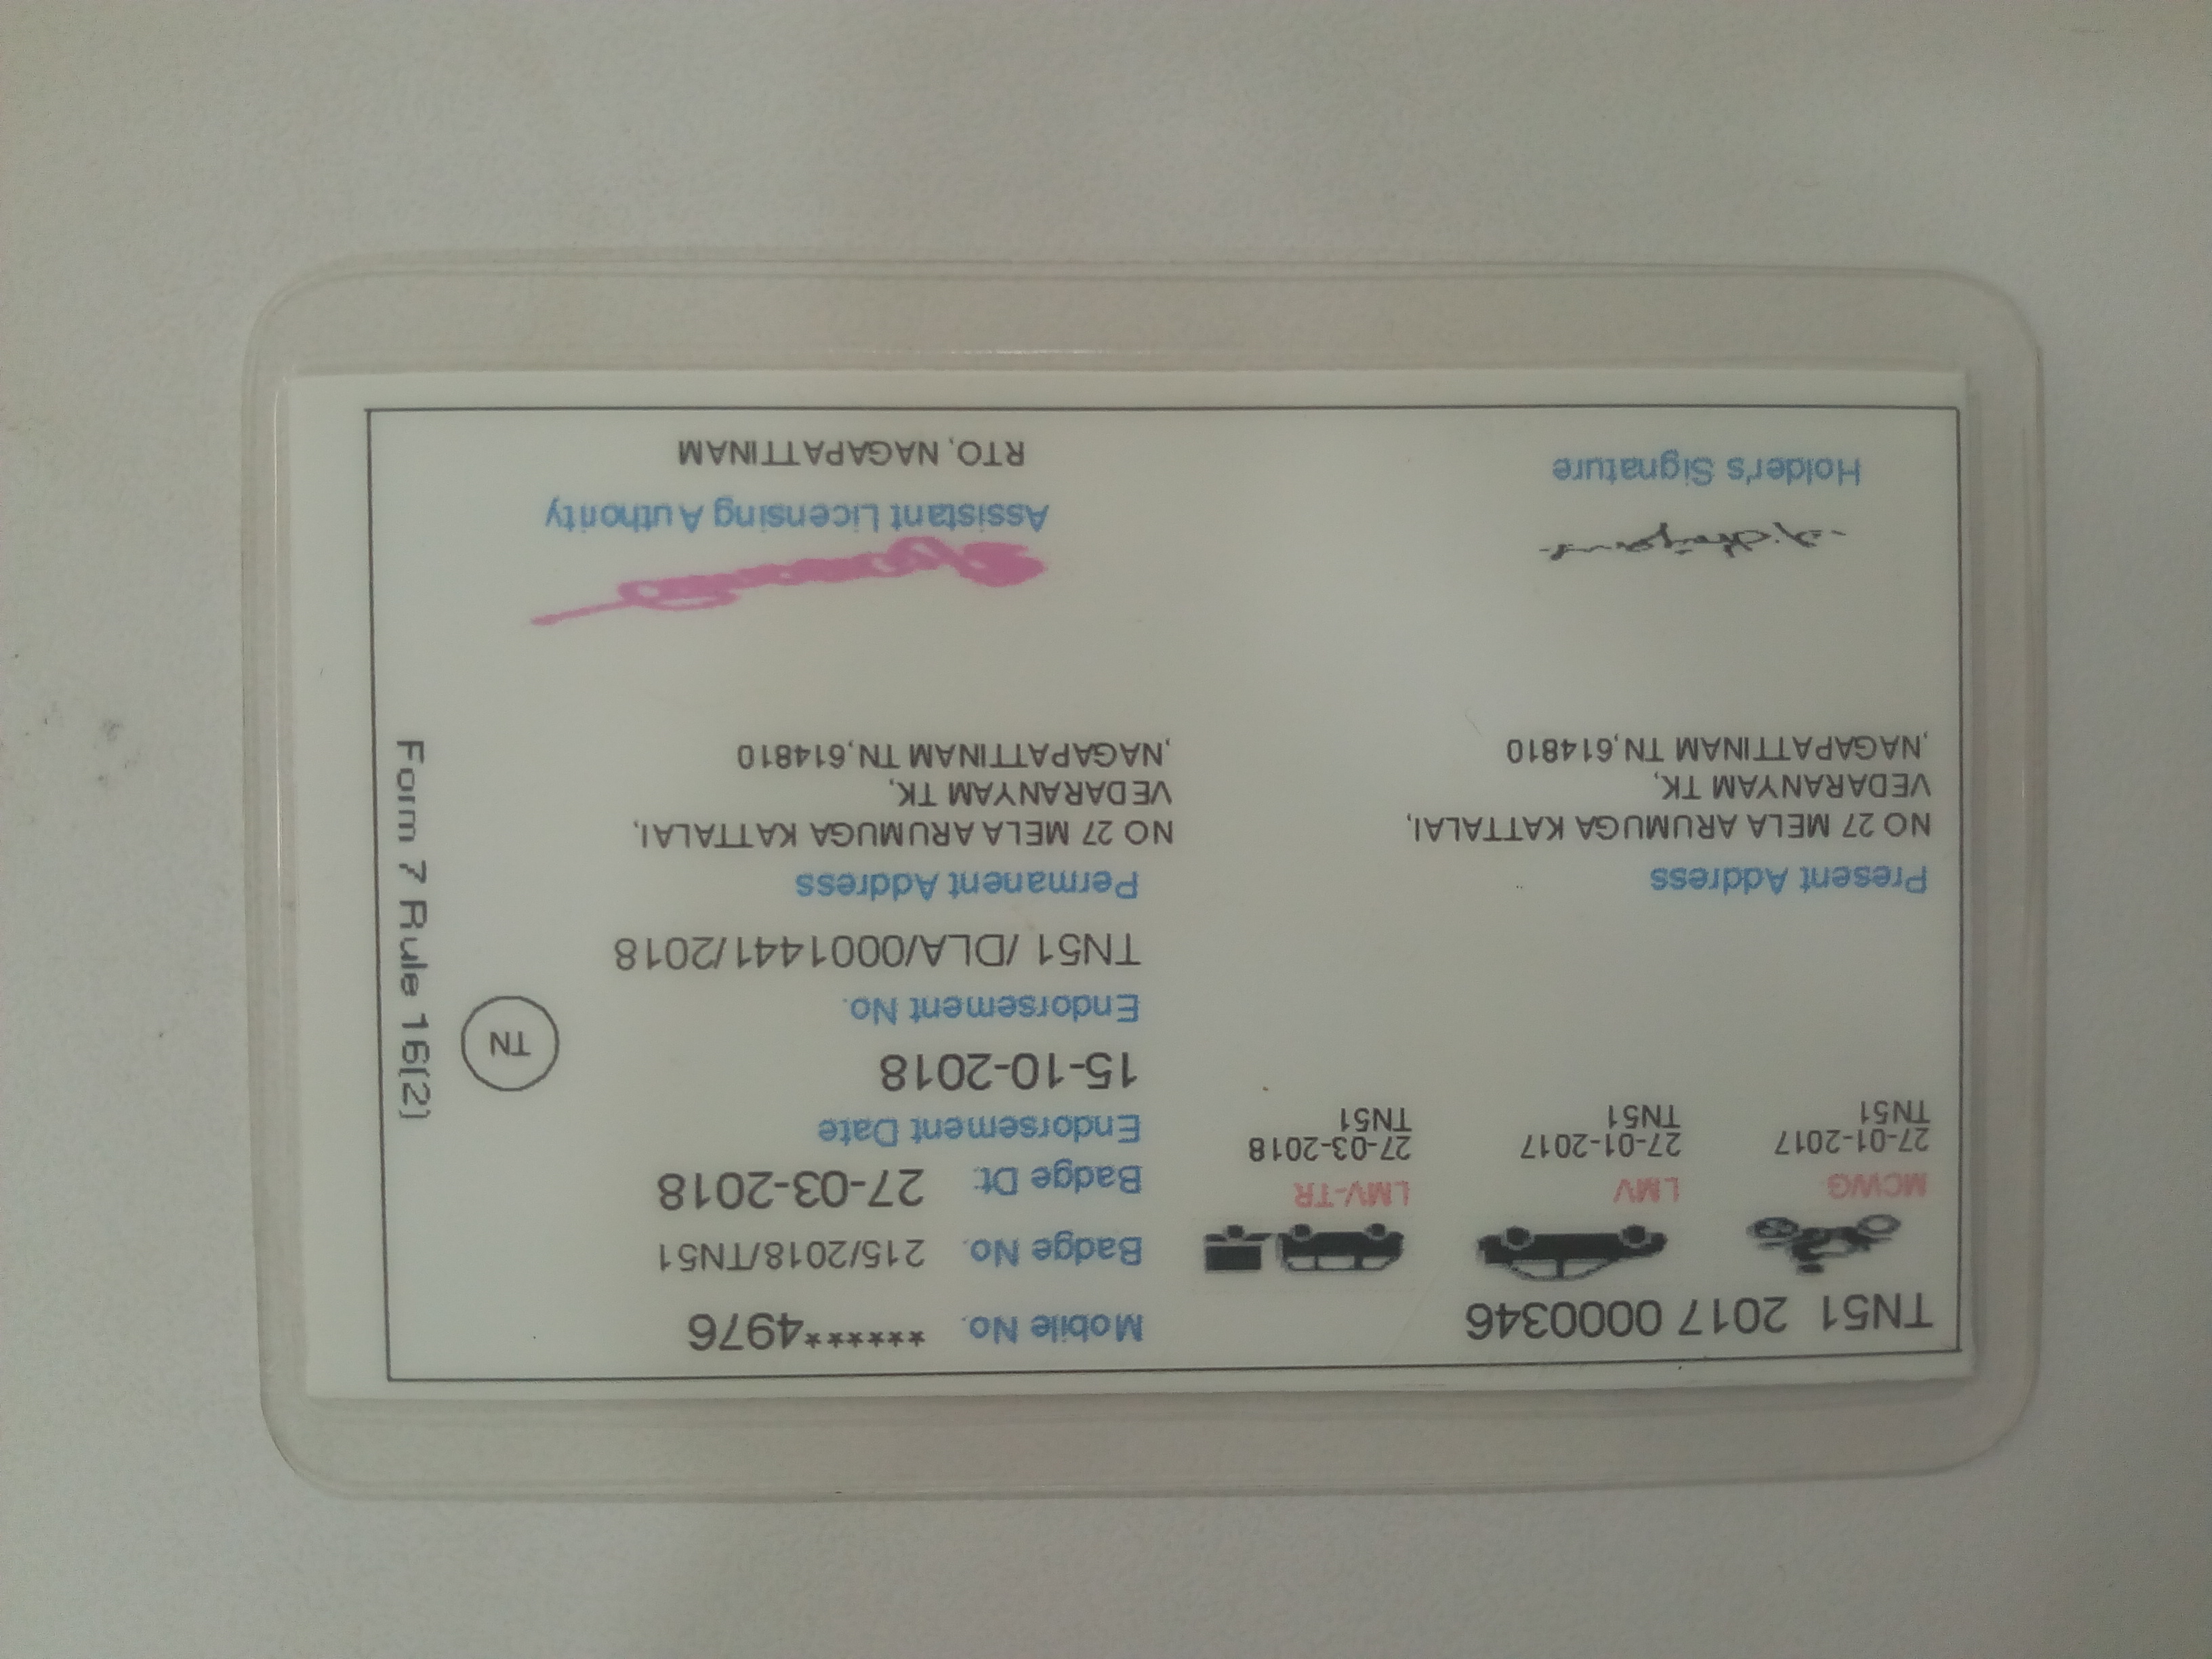 TN51 2017 0000346
Mobile No. ******4976
Badge No. 215/2018/TN51
Badge Dt: 27-03-2018
MCWG LMV LMV-TR
27-01-2017 27-01-2017 27-03-2018
TN51 TN51 TN51
Endorsement Date
15-10-2018
Endorsement No.
TN51 /DLA/0001441/2018
TN
Form 7 Rule 16(2)
Present Address
NO 27 MELA ARUMUGA KATTALAI,
VEDARANYAM TK,
,NAGAPATTINAM TN,614810
Permanent Address
NO 27 MELA ARUMUGA KATTALAI,
VEDARANYAM TK,
,NAGAPATTINAM TN,614810
Holder's Signature
Assistant Licensing Authority
RTO, NAGAPATTINAM